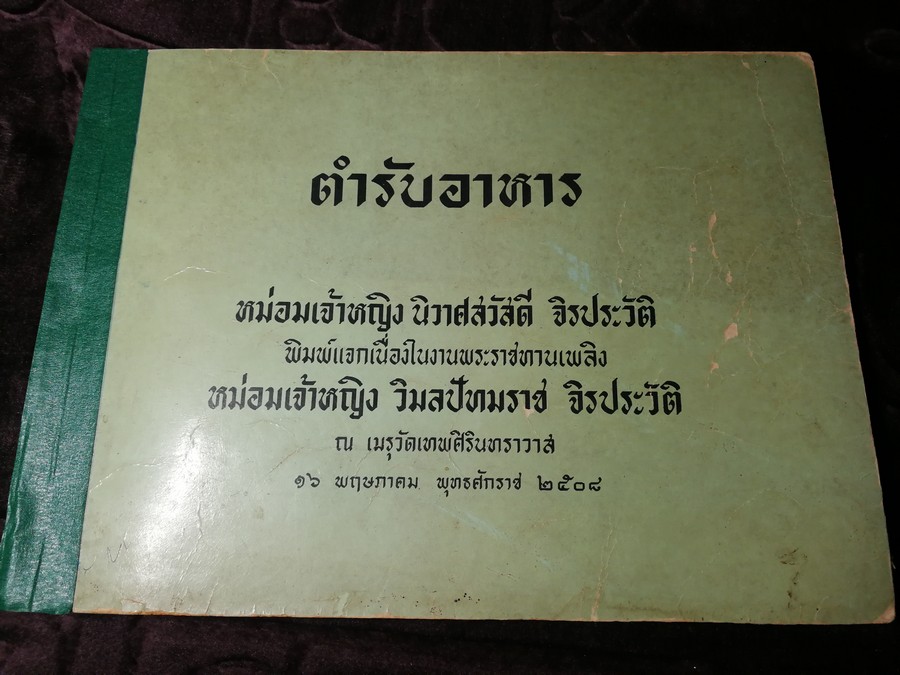 ตำรับอาหาร
หม่อมเจ้าหญิง นิวาศสวัสดี จิรประวัติ
พิมพ์แจกเนื่องในงานพระราชทานเพลิง
หม่อมเจ้าหญิง วิมลปัทมราช จิรประวัติ
ณ เมรุวัดเทพศิรินทราวาส
๑๖ พฤษภาคม พุทธศักราช ๒๕๐๘